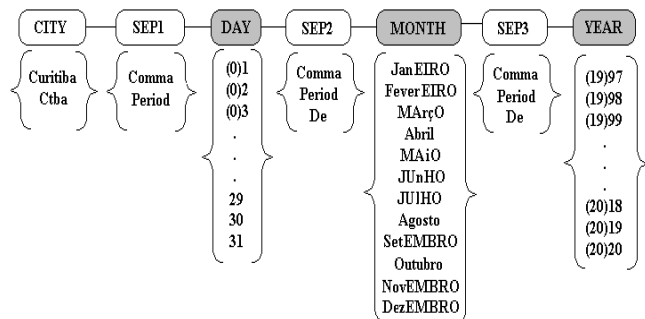 CITY SEP1 DAY SEP2 MONTH SEP3 YEAR
Curitiba
Ctba
Comma
Period
(0)1
(0)2
(0)3
.
.
.
29
30
31
Comma
Period
De
JanEIRO
FeverEIRO
MArçO
Abril
MAiO
JUnHO
JUlHO
Agosto
SetEMBRO
Outubro
NovEMBRO
DezEMBRO
Comma
Period
De
(19)97
(19)98
(19)99
.
.
.
(20)18
(20)19
(20)20